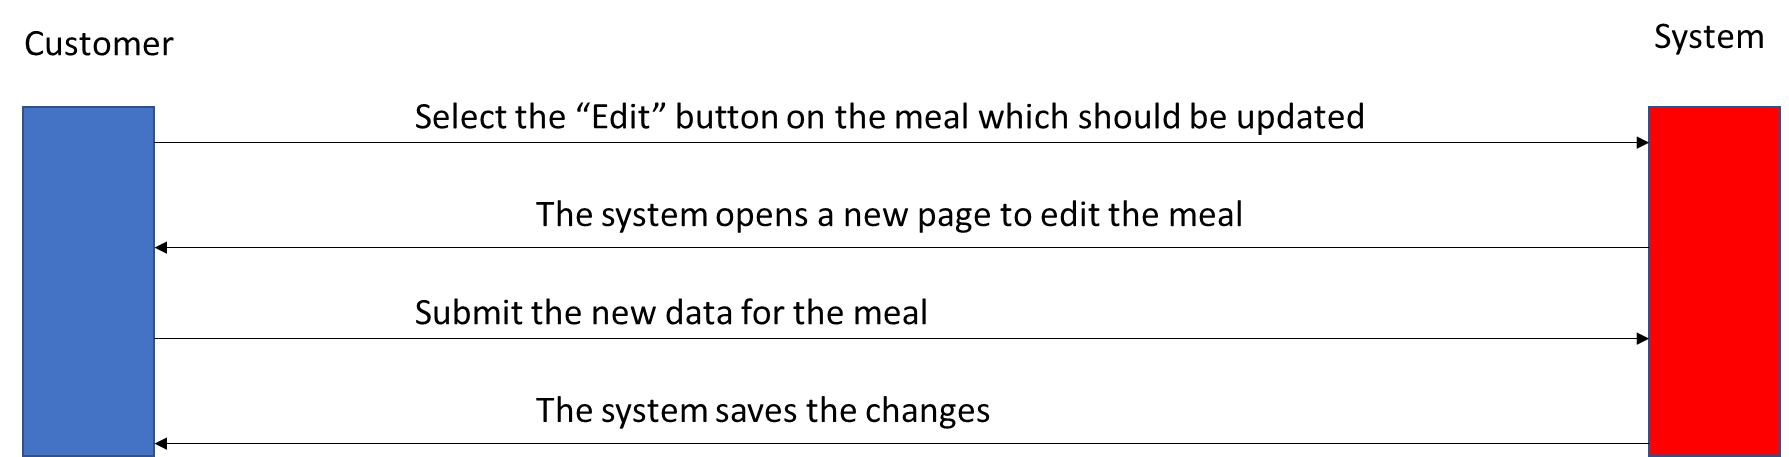 Customer
System
Select the “Edit” button on the meal which should be updated
The system opens a new page to edit the meal
Submit the new data for the meal
The system saves the changes